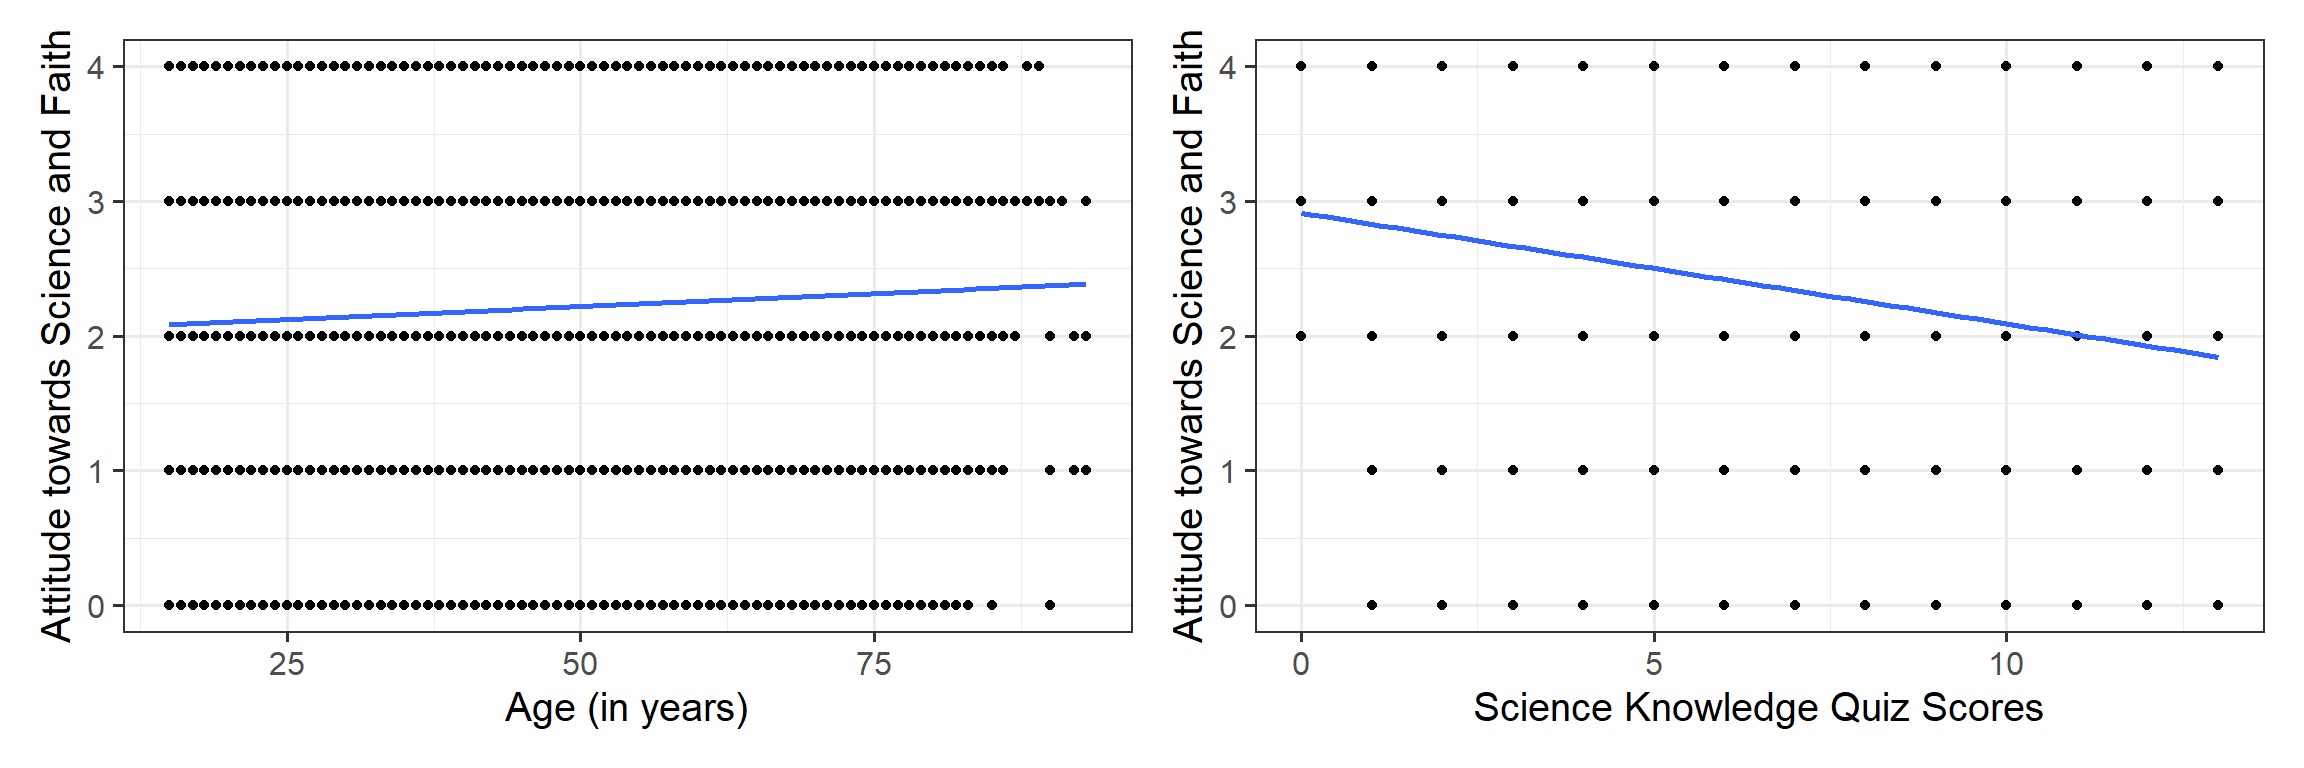 Attitude towards Science and Faith
4
3
2
1
0
25 50 75
Age (in years)
Attitude towards Science and Faith
4
3
2
1
0
0 5 10
Science Knowledge Quiz Scores